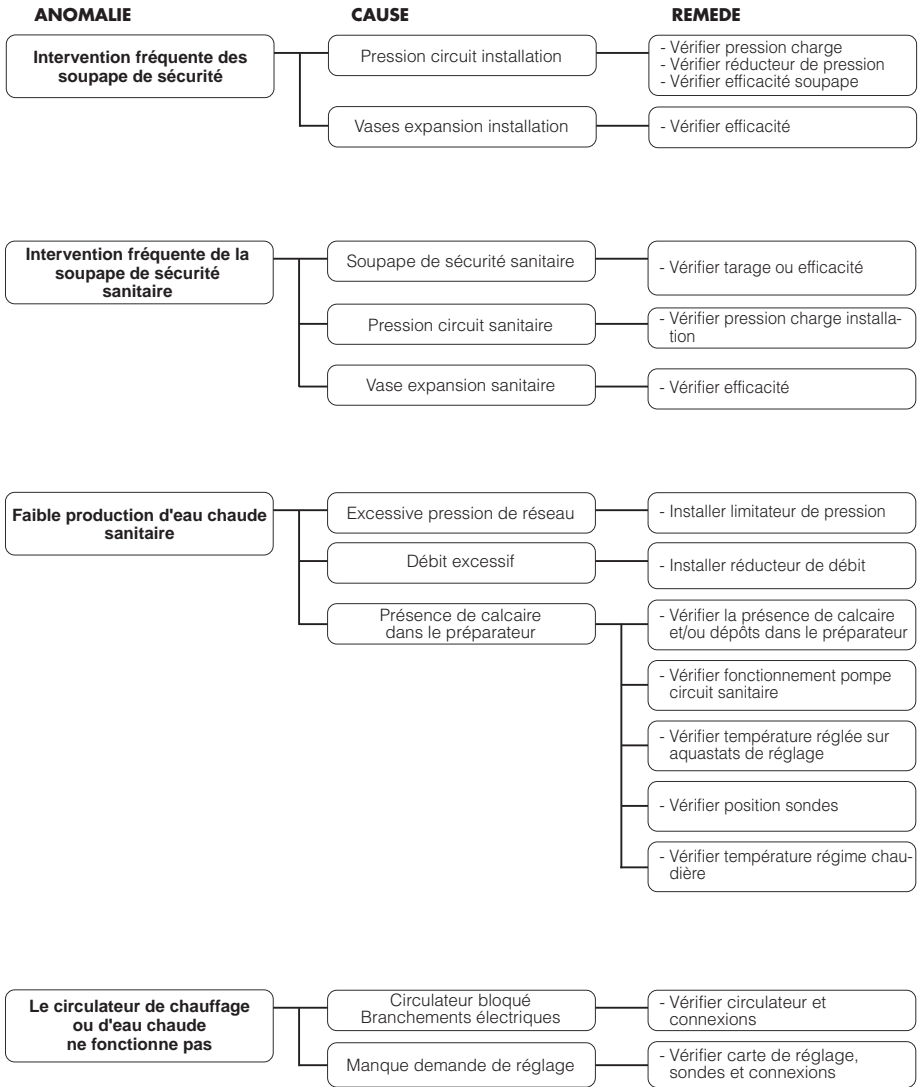 ANOMALIE CAUSE REMEDE
Intervention fréquente des
soupape de sécurité
Pression circuit installation
- Vérifier pression charge
- Vérifier réducteur de pression
- Vérifier efficacité soupape
Vases expansion installation
- Vérifier efficacité
Intervention fréquente de la
soupape de sécurité
sanitaire
Soupape de sécurité sanitaire
- Vérifier tarage ou efficacité
Pression circuit sanitaire
- Vérifier pression charge installa-
tion
Vase expansion sanitaire
- Vérifier efficacité
Faible production d'eau chaude
sanitaire
Excessive pression de réseau
- Installer limitateur de pression
Débit excessif
- Installer réducteur de débit
Présence de calcaire
dans le préparateur
- Vérifier la présence de calcaire
et/ou dépôts dans le préparateur
- Vérifier fonctionnement pompe
circuit sanitaire
- Vérifier température réglée sur
aquastats de réglage
- Vérifier position sondes
- Vérifier température régime chau-
dière
Le circulateur de chauffage
ou d'eau chaude
ne fonctionne pas
Circulateur bloqué
Branchements électriques
- Vérifier circulateur et
connexions
Manque demande de réglage
- Vérifier carte de réglage,
sondes et connexions